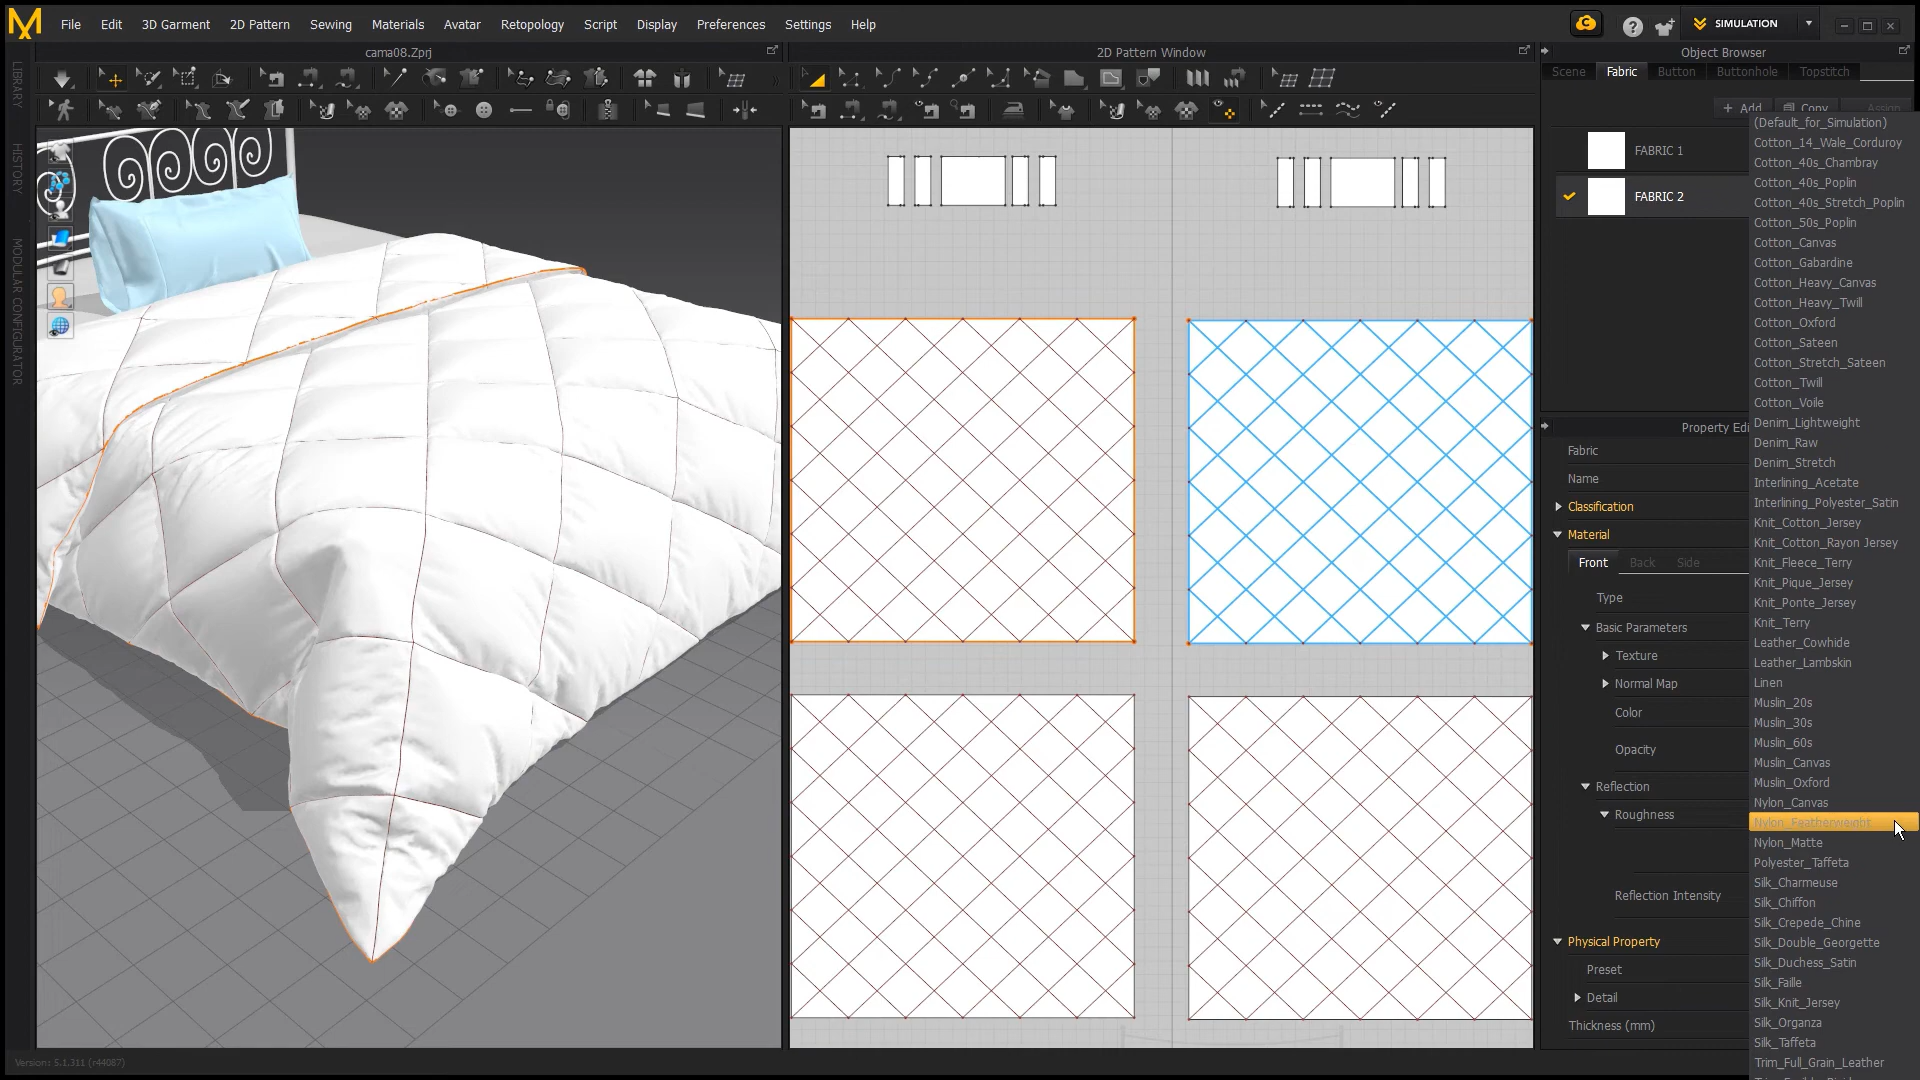 File Edit 3D Garment 2D Pattern Sewing Materials Avatar Retopology Script Display Preferences Settings Help
SIMULATION
cama08.Zprj
2D Pattern Window
Object Browser
LIBRARY
HISTORY
MODULAR CONFIGURATOR
Scene Fabric Button Buttonhole Topstitch
+ Add Copy Assign
FABRIC 1
FABRIC 2
(Default_for_Simulation)
Cotton_14_Wale_Corduroy
Cotton_40s_Chambray
Cotton_40s_Poplin
Cotton_40s_Stretch_Poplin
Cotton_50s_Poplin
Cotton_Canvas
Cotton_Gabardine
Cotton_Heavy_Canvas
Cotton_Heavy_Twill
Cotton_Oxford
Cotton_Sateen
Cotton_Stretch_Sateen
Cotton_Twill
Cotton_Voile
Denim_Lightweight
Denim_Raw
Denim_Stretch
Interlining_Acetate
Interlining_Polyester_Satin
Knit_Cotton_Jersey
Knit_Cotton_Rayon Jersey
Knit_Fleece_Terry
Knit_Pique_Jersey
Knit_Ponte_Jersey
Knit_Terry
Leather_Cowhide
Leather_Lambskin
Linen
Muslin_20s
Muslin_30s
Muslin_60s
Muslin_Canvas
Muslin_Oxford
Nylon_Canvas
Nylon_Featherweight
Nylon_Matte
Polyester_Taffeta
Silk_Charmeuse
Silk_Chiffon
Silk_Crepede_Chine
Silk_Double_Georgette
Silk_Duchess_Satin
Silk_Faille
Silk_Knit_Jersey
Silk_Organza
Silk_Taffeta
Trim_Full_Grain_Leather
Property Edi
Fabric
Name
Classification
Material
Front Back Side
Type
Basic Parameters
Texture
Normal Map
Color
Opacity
Reflection
Roughness
Reflection Intensity
Physical Property
Preset
Detail
Thickness (mm)
Version: 5.1.311 (r44087)